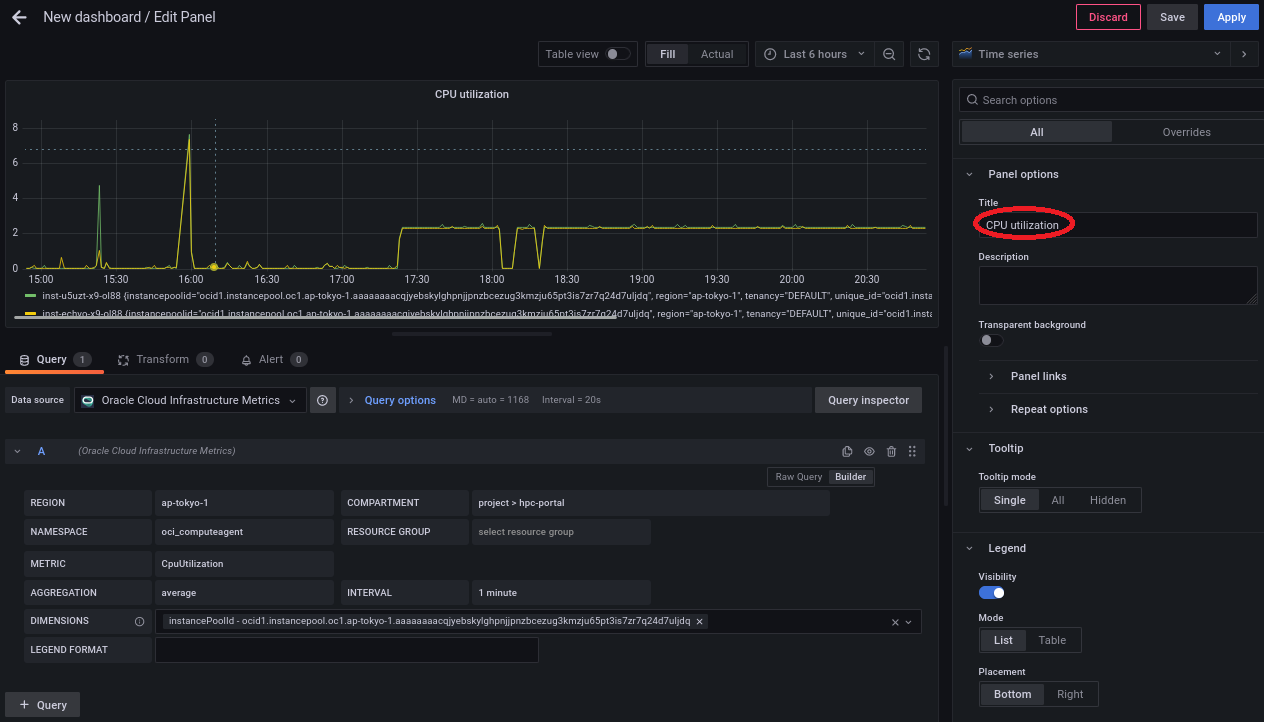 New dashboard / Edit Panel
Discard Save Apply
Table view Fill Actual Last 6 hours Time series
CPU utilization
8
6
4
2
0
15:00 15:30 16:00 16:30 17:00 17:30 18:00 18:30 19:00 19:30 20:00 20:30
inst-u5uzt-x9-ol88 {instancepoolid="ocid1.instancepool.oc1.ap-tokyo-1.aaaaaaaacqjyebskylghpnjjpnzbcezug3kmzju65pt3is7zr7q24d7uljdq", region="ap-tokyo-1", tenancy="DEFAULT", unique_id="ocid1.insta
inst-echyo-x9-ol88 {instancepoolid="ocid1.instancepool.oc1.ap-tokyo-1.aaaaaaaacqjyebskylghpnjjpnzbcezug3kmzju65pt3is7zr7q24d7uljdq", region="ap-tokyo-1", tenancy="DEFAULT", unique_id="ocid1.insta
Query 1 Transform 0 Alert 0
Data source Oracle Cloud Infrastructure Metrics Query options MD = auto = 1168 Interval = 20s Query inspector
A (Oracle Cloud Infrastructure Metrics)
Raw Query Builder
REGION ap-tokyo-1 COMPARTMENT project > hpc-portal
NAMESPACE oci_computeagent RESOURCE GROUP select resource group
METRIC CpuUtilization
AGGREGATION average INTERVAL 1 minute
DIMENSIONS instancePoolId - ocid1.instancepool.oc1.ap-tokyo-1.aaaaaaaacqjyebskylghpnjjpnzbcezug3kmzju65pt3is7zr7q24d7uljdq ×
LEGEND FORMAT
+ Query
Search options
All Overrides
Panel options
Title
CPU utilization
Description
Transparent background
Panel links
Repeat options
Tooltip
Tooltip mode
Single All Hidden
Legend
Visibility
Mode
List Table
Placement
Bottom Right